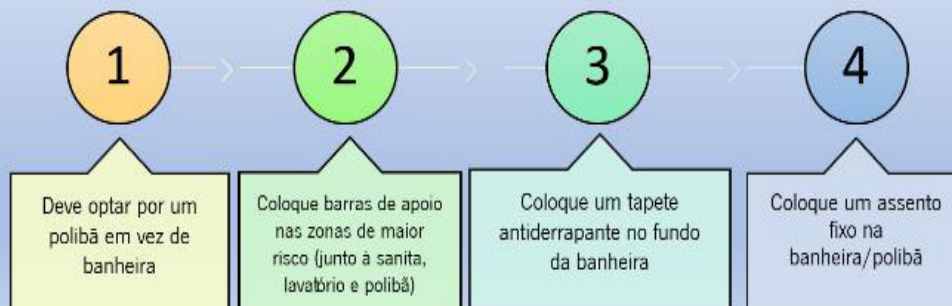 1
2
3
4
Deve optar por um
polibã em vez de
banheira
Coloque barras de apoio
nas zonas de maior
risco (junto à sanita,
lavatório e polibã)
Coloque um tapete
antiderrapante no fundo
da banheira
Coloque um assento
fixo na
banheira/polibã